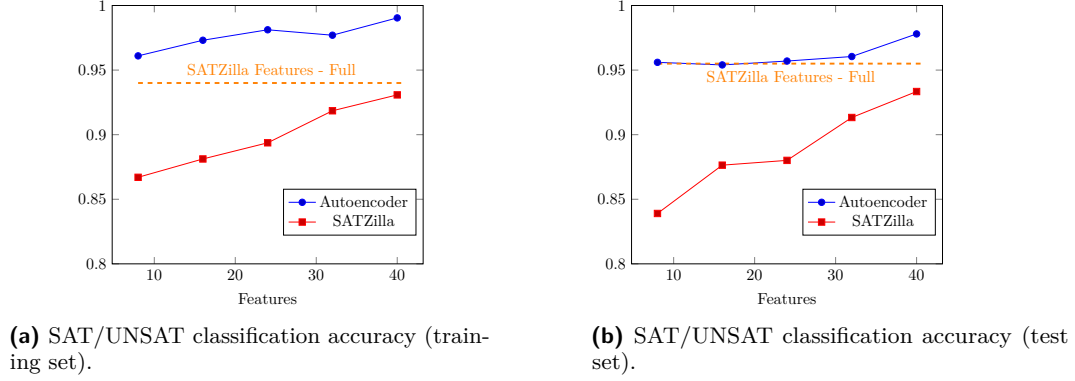 1
0.95
0.9
0.85
0.8
SATZilla Features - Full
Autoencoder
SATZilla
10
20
30
40
Features
(a) SAT/UNSAT classification accuracy (train-
ing set).
1
0.95
0.9
0.85
0.8
SATZilla Features - Full
Autoencoder
SATZilla
10
20
30
40
Features
(b) SAT/UNSAT classification accuracy (test
set).